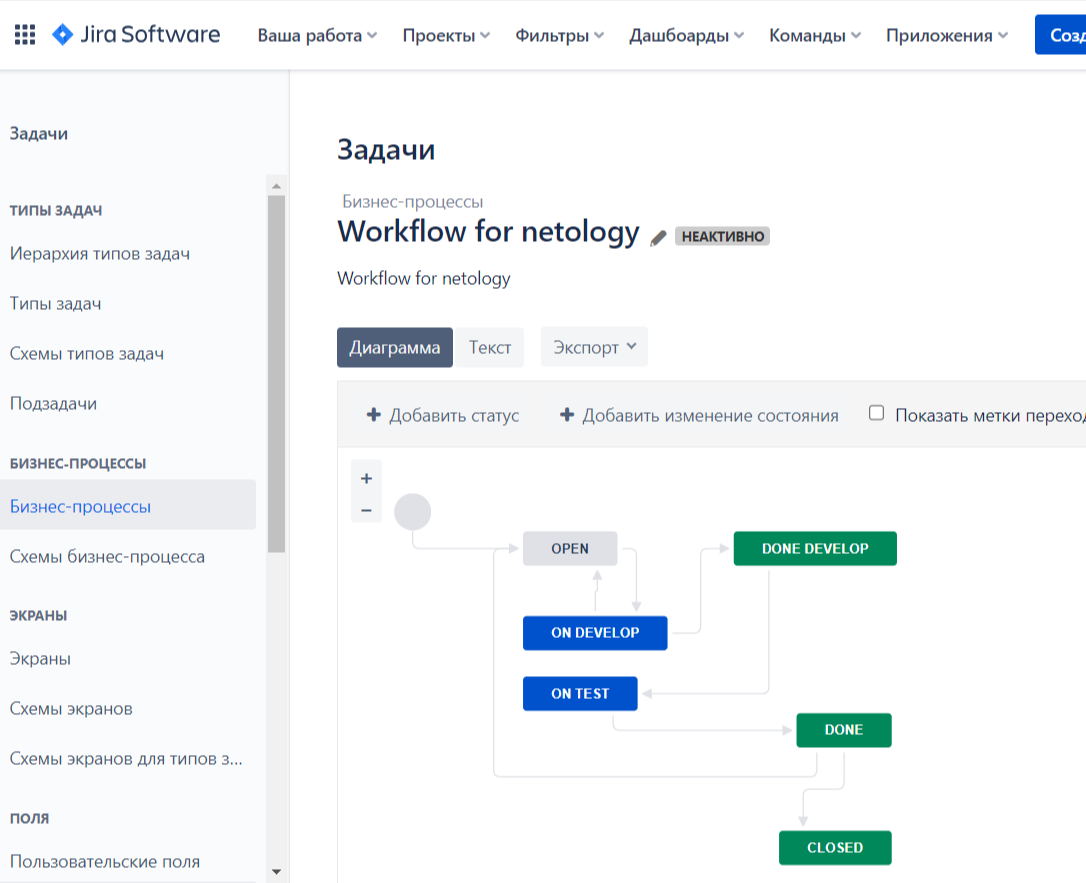 Jira Software Ваша работа Проекты Фильтры Дашбоарды Команды Приложения
Задачи
ТИПЫ ЗАДАЧ
Иерархия типов задач
Типы задач
Схемы типов задач
Подзадачи
БИЗНЕС-ПРОЦЕССЫ
Бизнес-процессы
Схемы бизнес-процесса
ЭКРАНЫ
Экраны
Схемы экранов
Схемы экранов для типов з...
ПОЛЯ
Пользовательские поля
Задачи
Бизнес-процессы
Workflow for netology НЕАКТИВНО
Workflow for netology
Диаграмма Текст Экспорт
+ Добавить статус + Добавить изменение состояния Показать метки
+
−
OPEN
DONE DEVELOP
ON DEVELOP
ON TEST
DONE
CLOSED